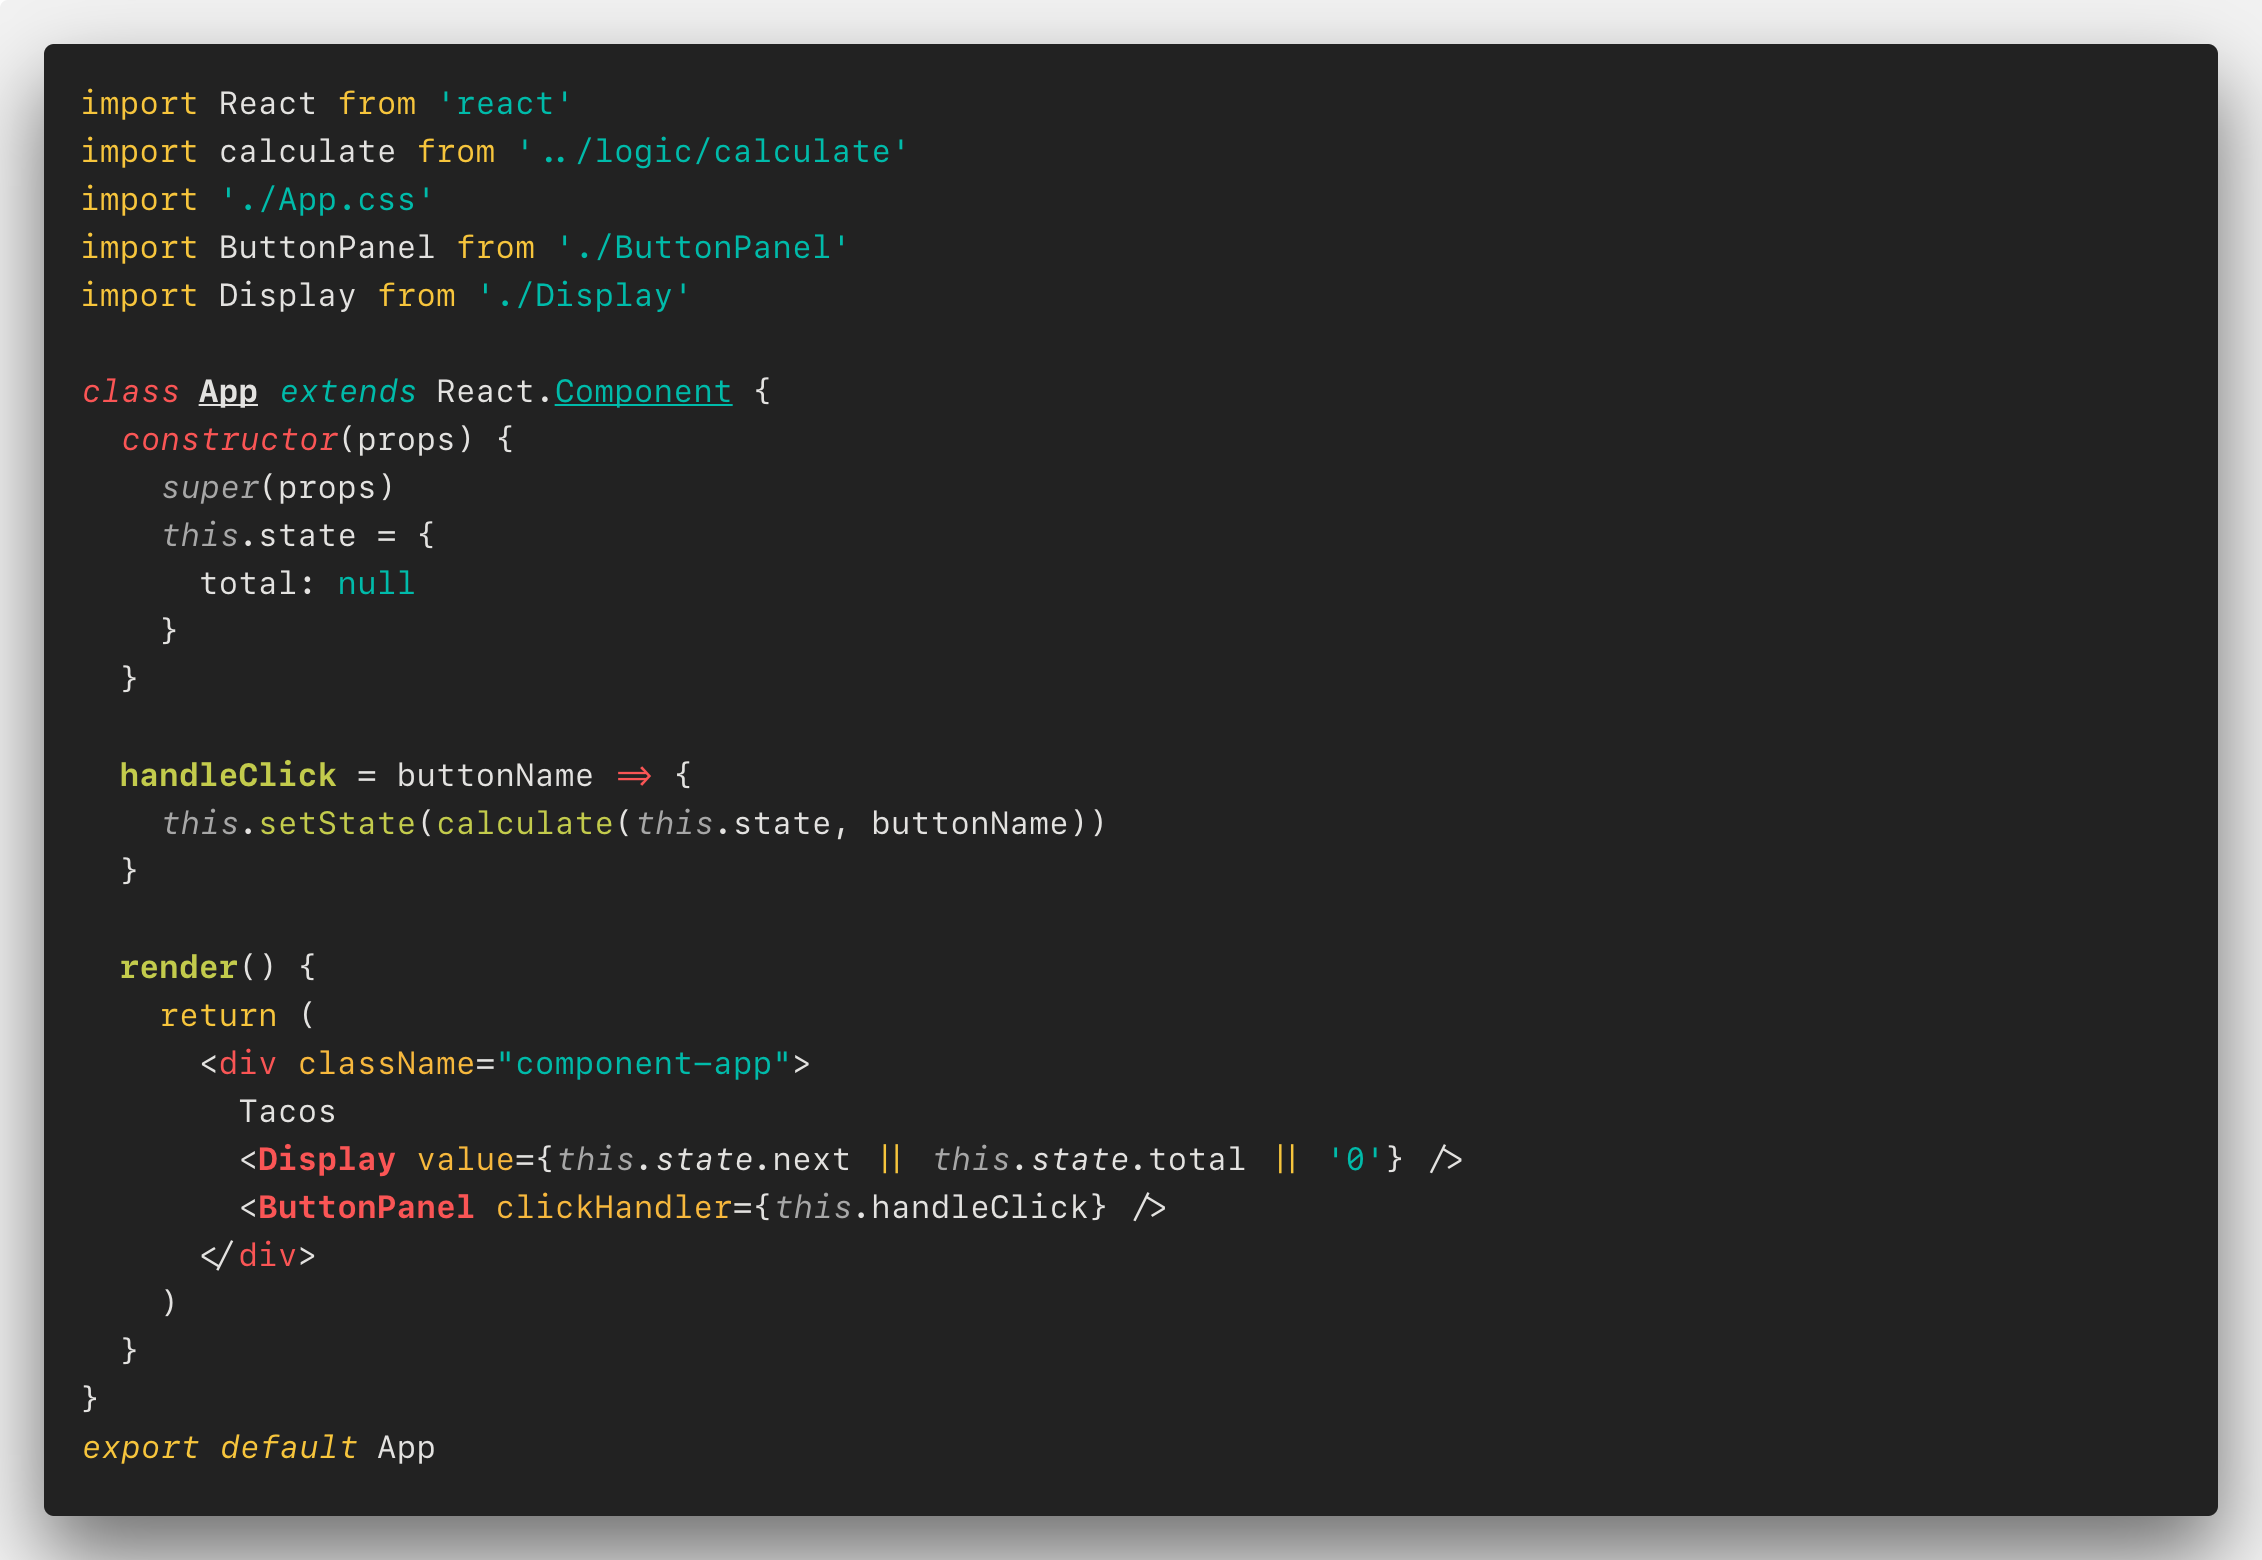 import React from 'react'
import calculate from '../logic/calculate'
import './App.css'
import ButtonPanel from './ButtonPanel'
import Display from './Display'

class App extends React.Component {
  constructor(props) {
    super(props)
    this.state = {
      total: null
    }
  }

  handleClick = buttonName => {
    this.setState(calculate(this.state, buttonName))
  }

  render() {
    return (
      <div className="component-app">
        Tacos
        <Display value={this.state.next || this.state.total || '0'} />
        <ButtonPanel clickHandler={this.handleClick} />
      </div>
    )
  }
}
export default App